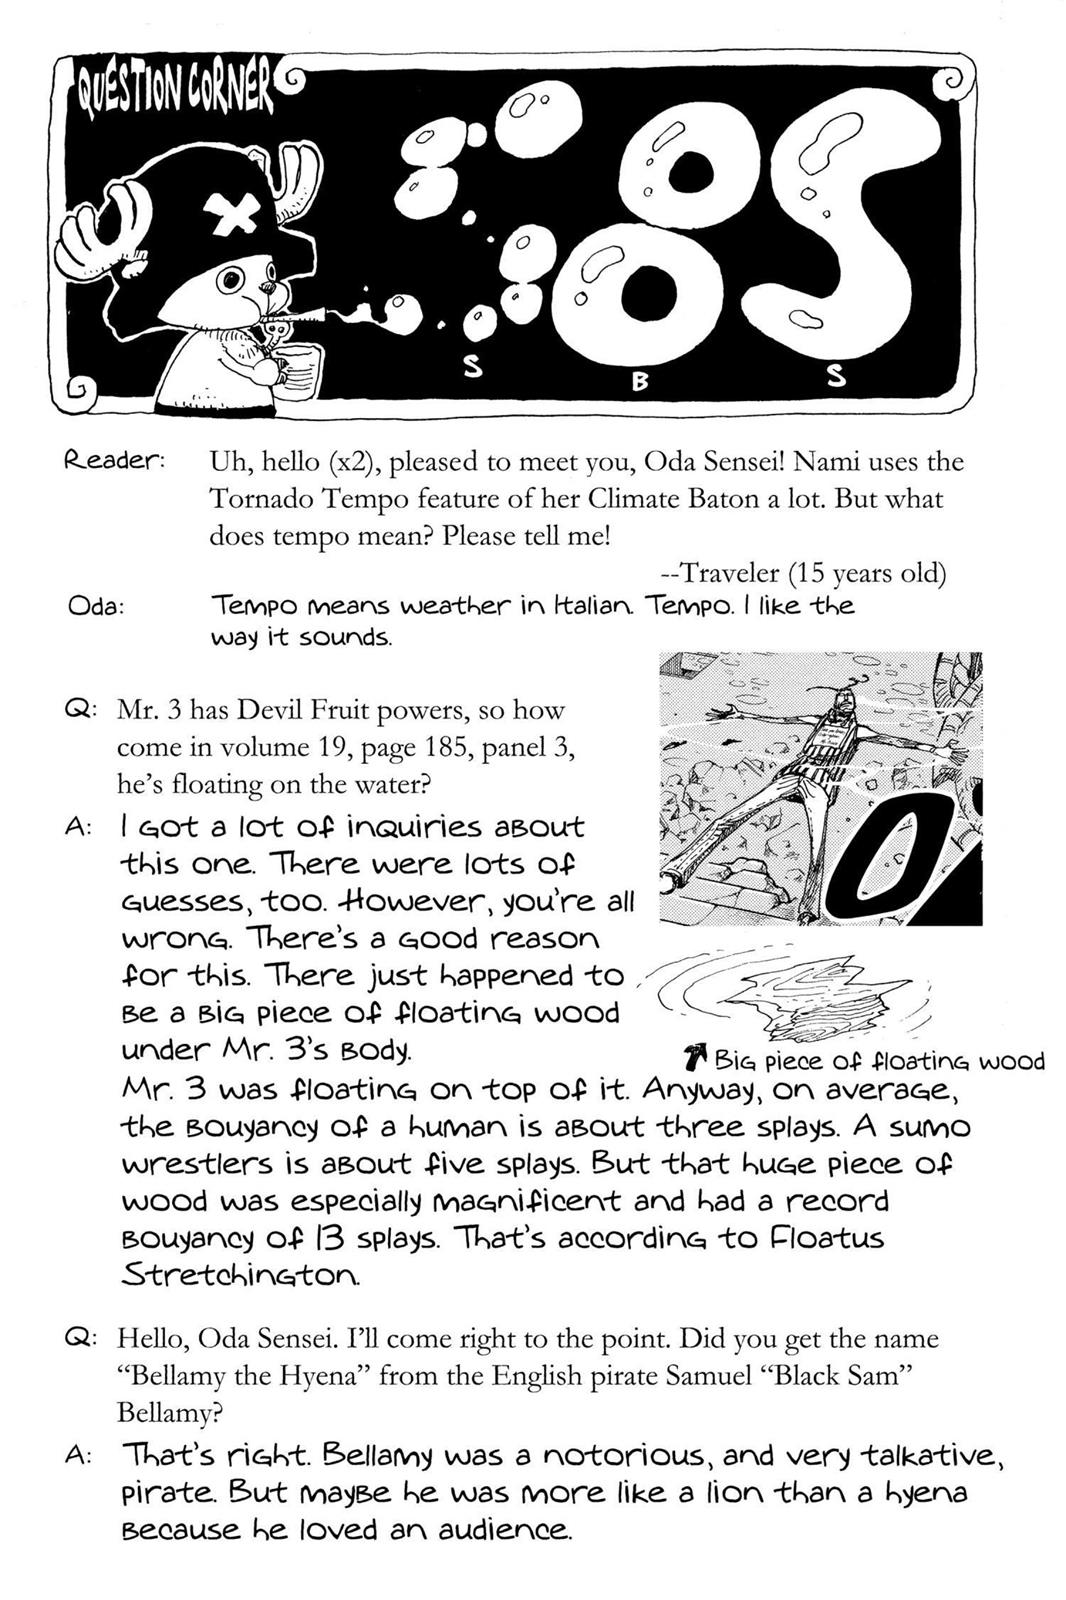 QUESTION CORNER
SBS
S
B
S
Reader: Uh, hello (x2), pleased to meet you, Oda Sensei! Nami uses the
Tornado Tempo feature of her Climate Baton a lot. But what
does tempo mean? Please tell me!
--Traveler (15 years old)
Oda: Tempo means weather in Italian. Tempo. I like the
way it sounds.
Q: Mr. 3 has Devil Fruit powers, so how
come in volume 19, page 185, panel 3,
he's floating on the water?
A: I got a lot of inquiries about
this one. There were lots of
guesses, too. However, you're all
wrong. There's a good reason
for this. There just happened to
be a big piece of floating wood
under Mr. 3's body.
Big piece of floating wood
Mr. 3 was floating on top of it. Anyway, on average,
the bouyancy of a human is about three splays. A sumo
wrestlers is about five splays. But that huge piece of
wood was especially magnificent and had a record
bouyancy of 13 splays. That's according to Floatus
Stretchington.
Q: Hello, Oda Sensei. I'll come right to the point. Did you get the name
“Bellamy the Hyena” from the English pirate Samuel “Black Sam”
Bellamy?
A: That's right. Bellamy was a notorious, and very talkative,
pirate. But maybe he was more like a lion than a hyena
because he loved an audience.